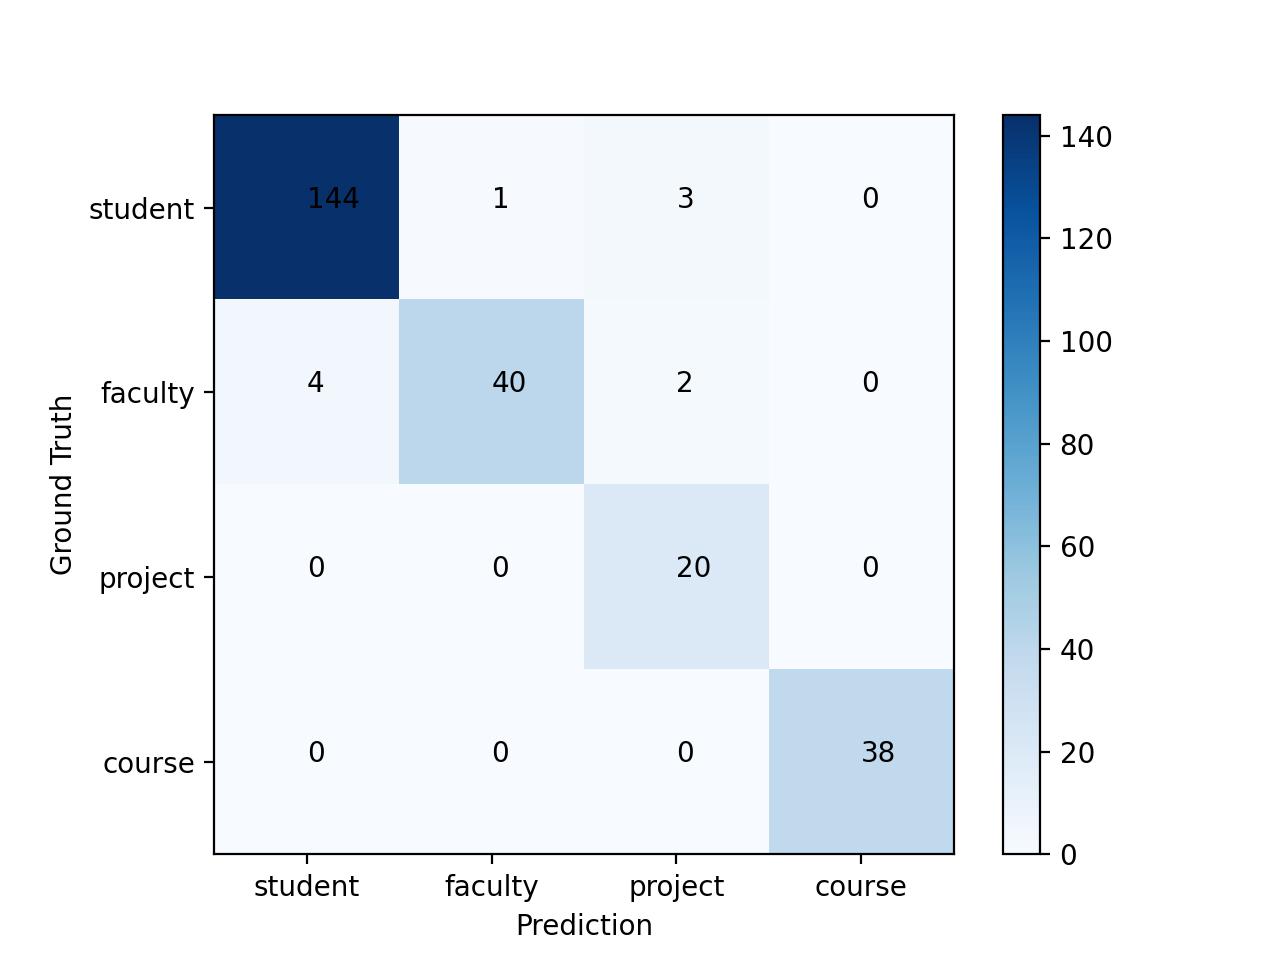 144 1 3 0
4 40 2 0
0 0 20 0
0 0 0 38
student
faculty
project
course
Ground Truth
student faculty project course
Prediction
140
120
100
80
60
40
20
0